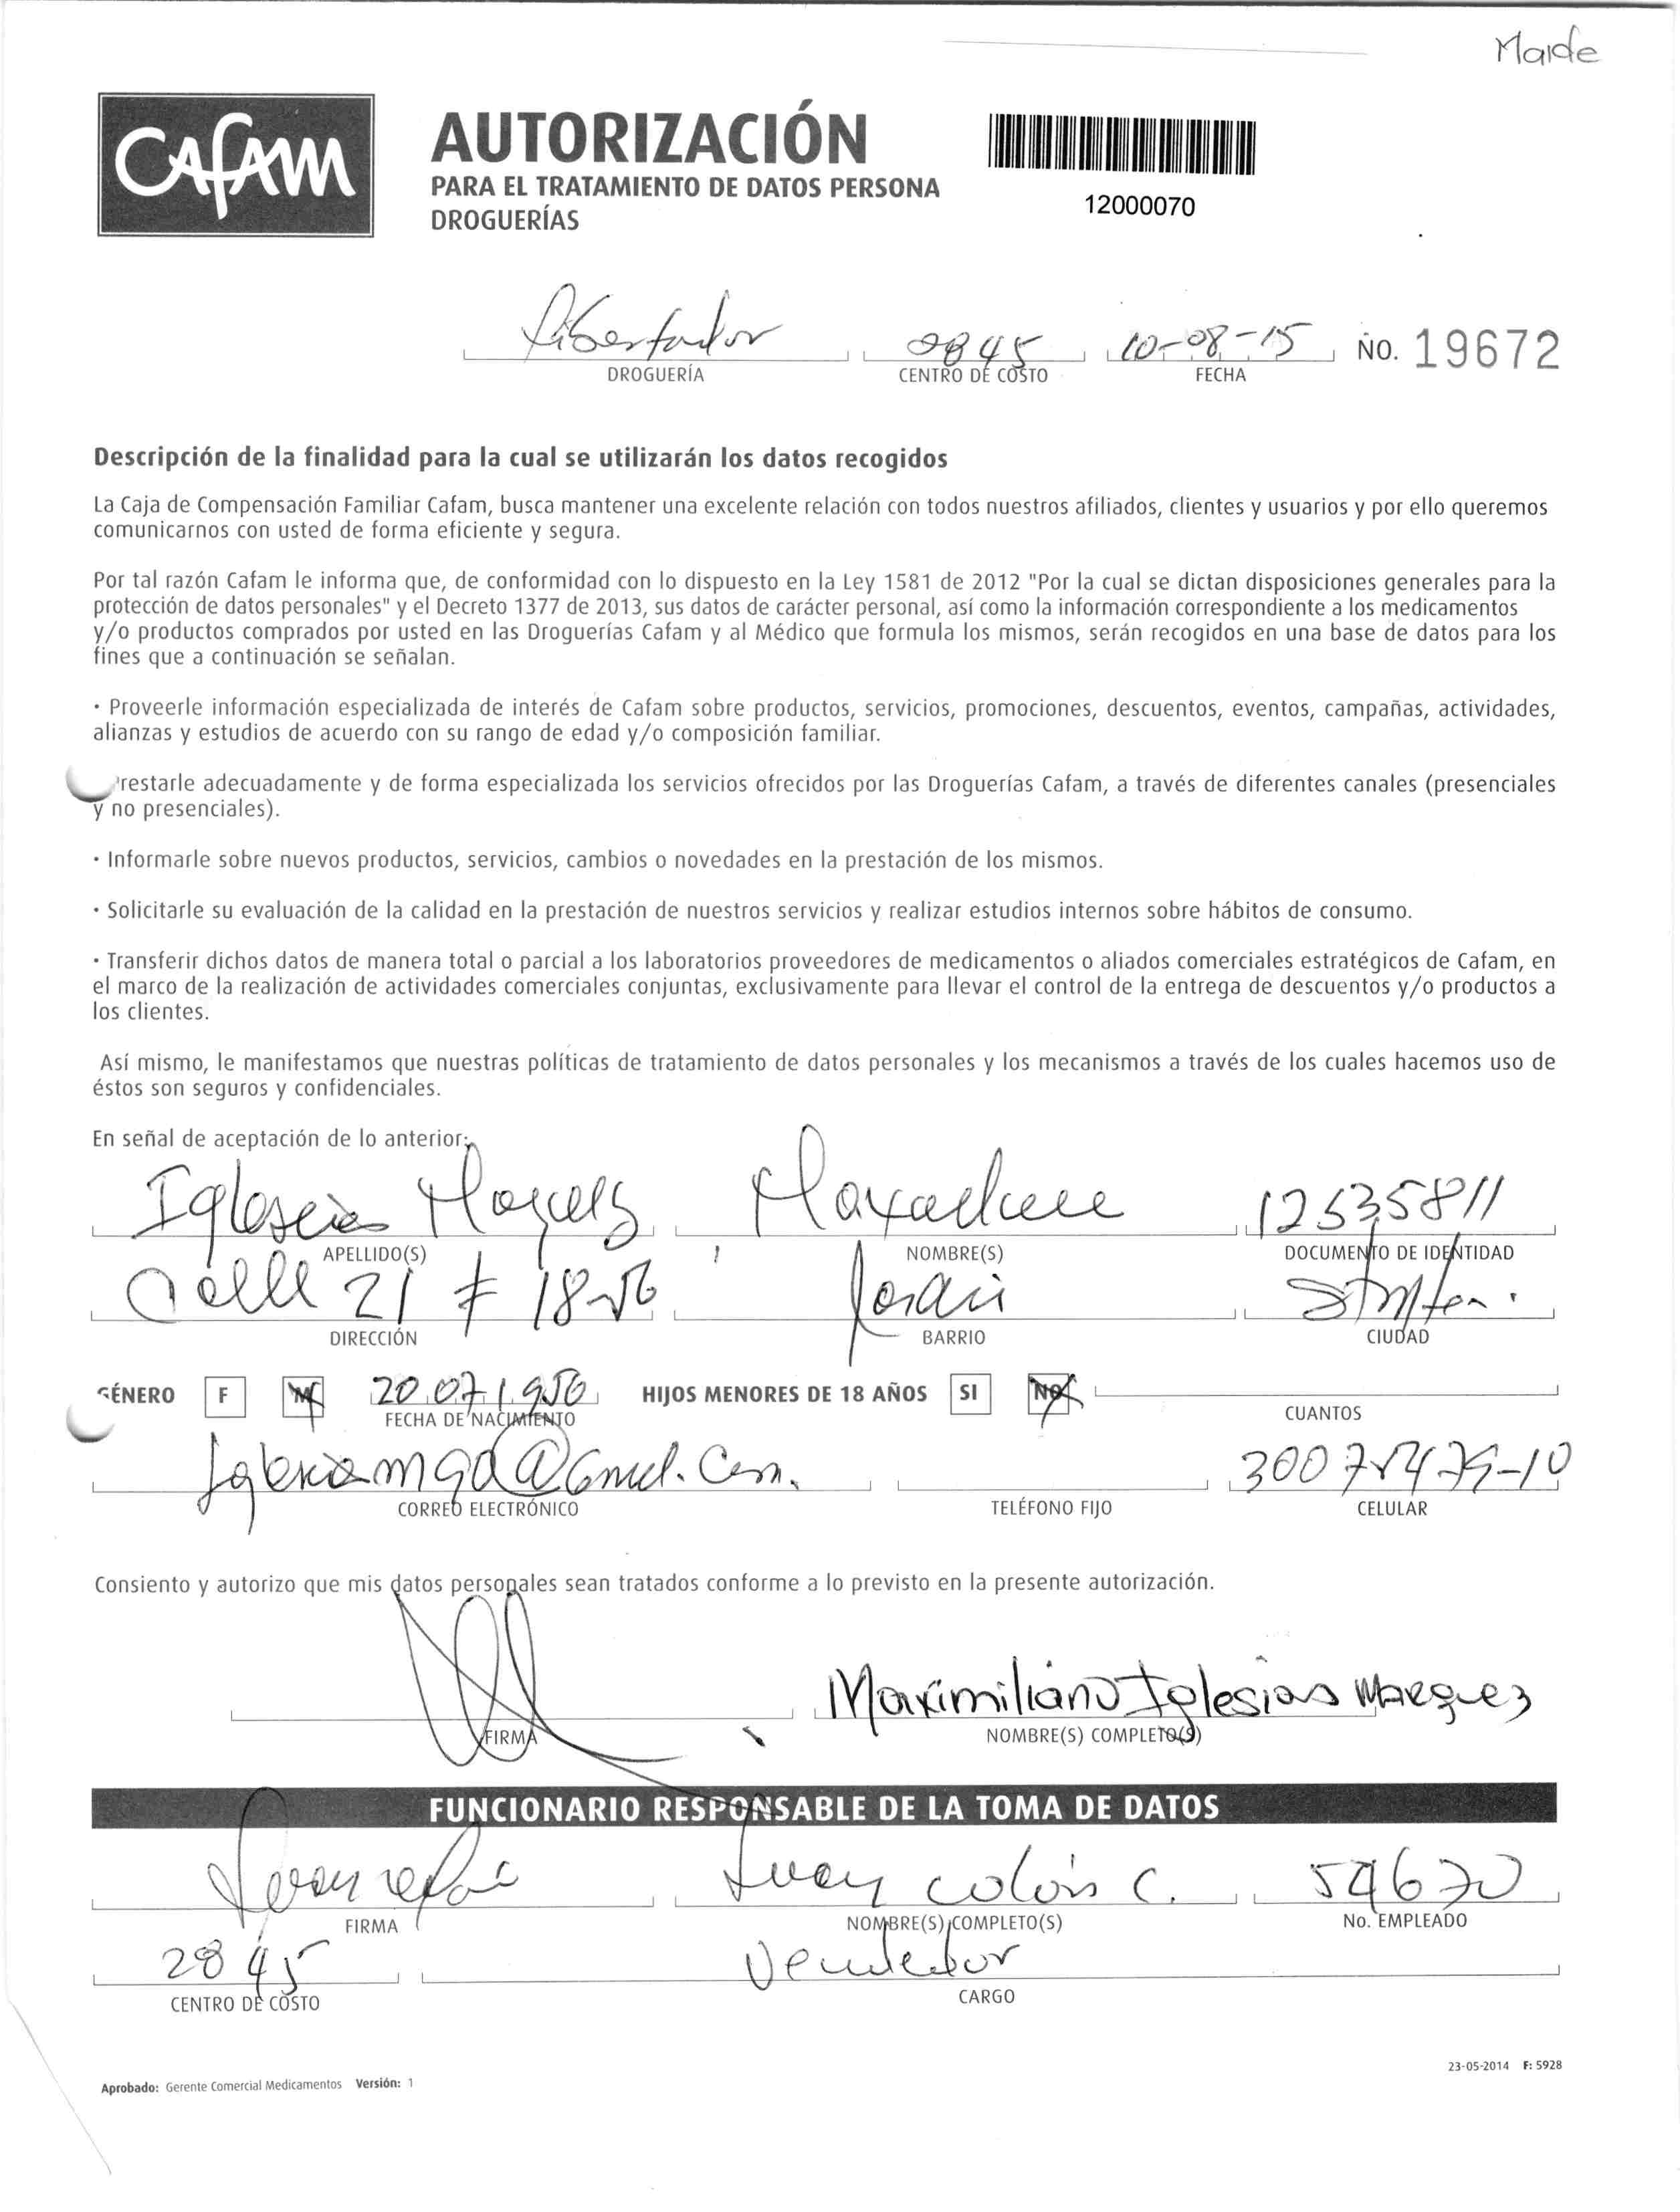 Maide
CAFAM
AUTORIZACIÓN
PARA EL TRATAMIENTO DE DATOS PERSONA
DROGUERÍAS
12000070
Libertador 10-08-15 NO. 19672
DROGUERÍA CENTRO DE COSTO FECHA
Descripción de la finalidad para la cual se utilizarán los datos recogidos
La Caja de Compensación Familiar Cafam, busca mantener una excelente relación con todos nuestros afiliados, clientes y usuarios y por ello queremos
comunicarnos con usted de forma eficiente y segura.
Por tal razón Cafam le informa que, de conformidad con lo dispuesto en la Ley 1581 de 2012 "Por la cual se dictan disposiciones generales para la
protección de datos personales" y el Decreto 1377 de 2013, sus datos de carácter personal, así como la información correspondiente a los medicamentos
y/o productos comprados por usted en las Droguerías Cafam y al Médico que formula los mismos, serán recogidos en una base de datos para los
fines que a continuación se señalan.
· Proveerle información especializada de interés de Cafam sobre productos, servicios, promociones, descuentos, eventos, campañas, actividades,
alianzas y estudios de acuerdo con su rango de edad y/o composición familiar.
restarle adecuadamente y de forma especializada los servicios ofrecidos por las Droguerías Cafam, a través de diferentes canales (presenciales
y no presenciales).
· Informarle sobre nuevos productos, servicios, cambios o novedades en la prestación de los mismos.
· Solicitarle su evaluación de la calidad en la prestación de nuestros servicios y realizar estudios internos sobre hábitos de consumo.
· Transferir dichos datos de manera total o parcial a los laboratorios proveedores de medicamentos o aliados comerciales estratégicos de Cafam, en
el marco de la realización de actividades comerciales conjuntas, exclusivamente para llevar el control de la entrega de descuentos y/o productos a
los clientes.
Así mismo, le manifestamos que nuestras políticas de tratamiento de datos personales y los mecanismos a través de los cuales hacemos uso de
éstos son seguros y confidenciales.
En señal de aceptación de lo anterior:
Iglesias 12535811
APELLIDO(S) NOMBRE(S) DOCUMENTO DE IDENTIDAD
Calle 21 # 18-56
DIRECCIÓN BARRIO CIUDAD
GÉNERO F M 20.07.1956 HIJOS MENORES DE 18 AÑOS SI NO
FECHA DE NACIMIENTO CUANTOS
CORREO ELECTRÓNICO TELÉFONO FIJO CELULAR
Consiento y autorizo que mis datos personales sean tratados conforme a lo previsto en la presente autorización.
Maximiliano Iglesias Marquez
FIRMA NOMBRE(S) COMPLETO(S)
FUNCIONARIO RESPONSABLE DE LA TOMA DE DATOS
colón C. 54670
FIRMA NOMBRE(S) COMPLETO(S) No. EMPLEADO
2845 Vendedor
CENTRO DE COSTO CARGO
23-05-2014 F: 5928
Aprobado: Gerente Comercial Medicamentos Versión: 1